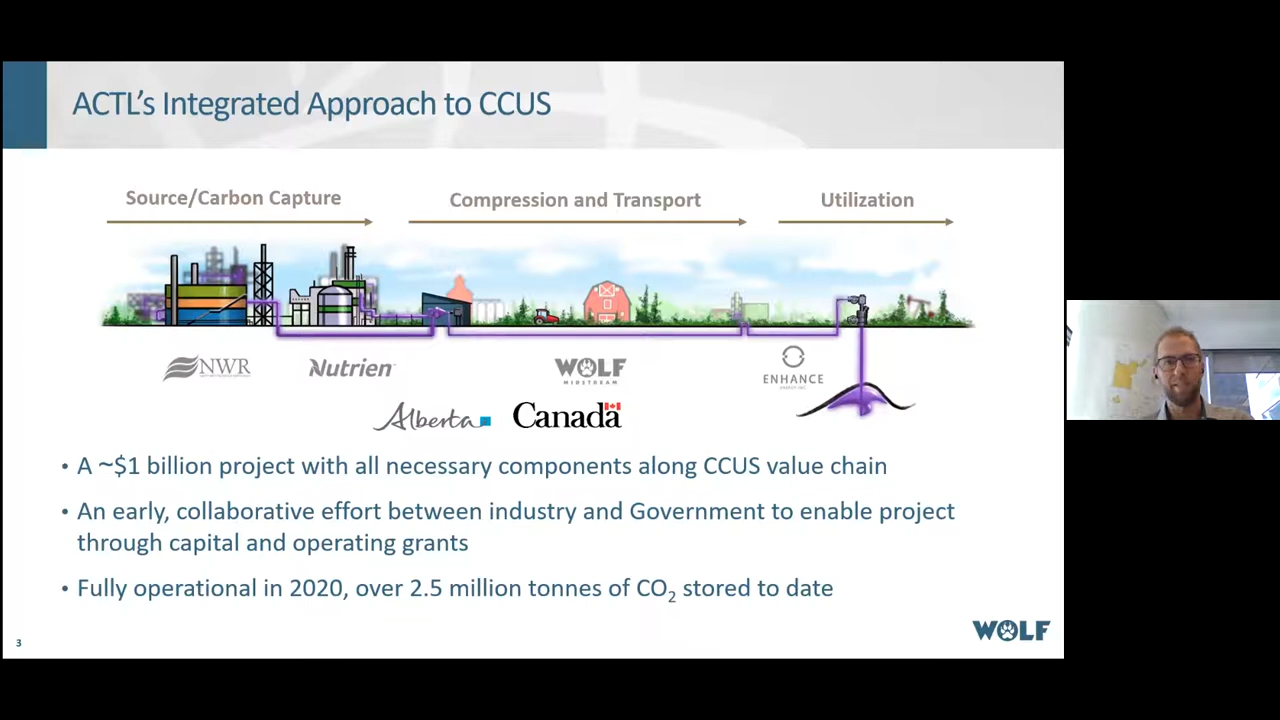 ACTL's Integrated Approach to CCUS
Source/Carbon Capture
Compression and Transport
Utilization
NWR
Nutrien
WOLF
MIDSTREAM
ENHANCE
Alberta
Canada
• A ~$1 billion project with all necessary components along CCUS value chain
• An early, collaborative effort between industry and Government to enable project
through capital and operating grants
• Fully operational in 2020, over 2.5 million tonnes of CO₂ stored to date
WOLF
3